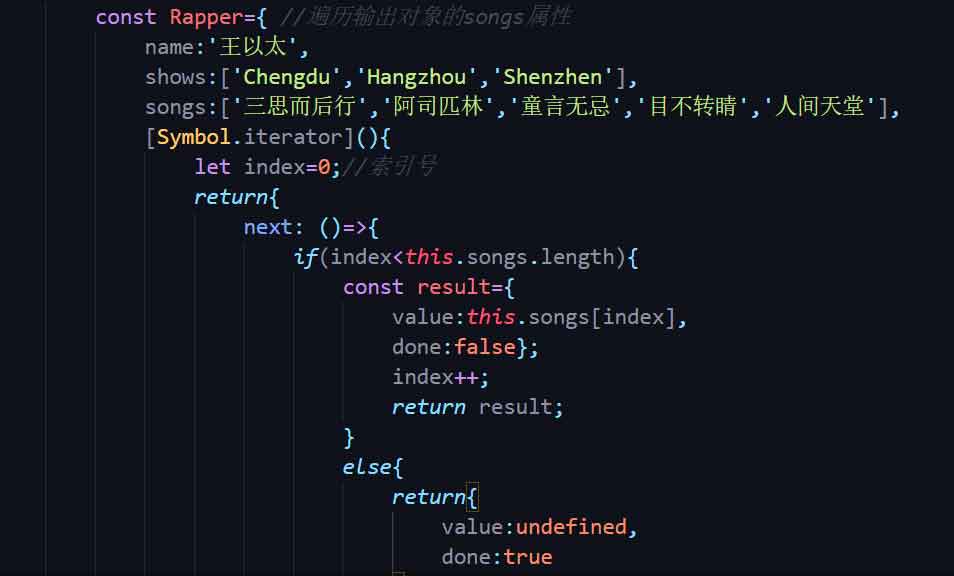 const Rapper={ //遍历输出对象的songs属性
name:'王以太',
shows:['Chengdu','Hangzhou','Shenzhen'],
songs:['三思而后行','阿司匹林','童言无忌','目不转睛','人间天堂'],
[Symbol.iterator](){
let index=0;//索引号
return{
next: ()=>{
if(index<this.songs.length){
const result={
value:this.songs[index],
done:false};
index++;
return result;
}
else{
return{
value:undefined,
done:true